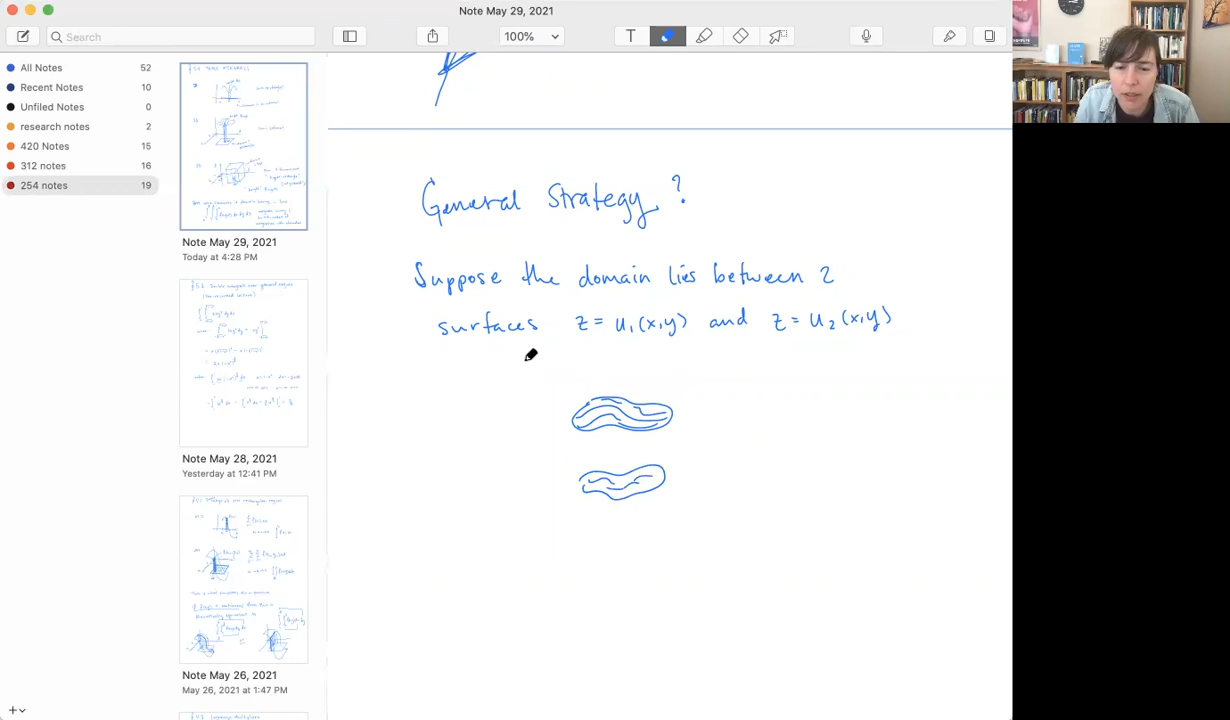 Note May 29, 2021
Search
100%
T
All Notes 52
Recent Notes 10
Unfiled Notes 0
research notes 2
420 Notes 15
312 notes 16
254 notes 19
Note May 29, 2021
Today at 4:28 PM
Note May 28, 2021
Yesterday at 12:41 PM
Note May 26, 2021
May 26, 2021 at 1:47 PM
General Strategy ?
Suppose the domain lies between 2
surfaces z = u₁(x,y) and z = u₂(x,y)